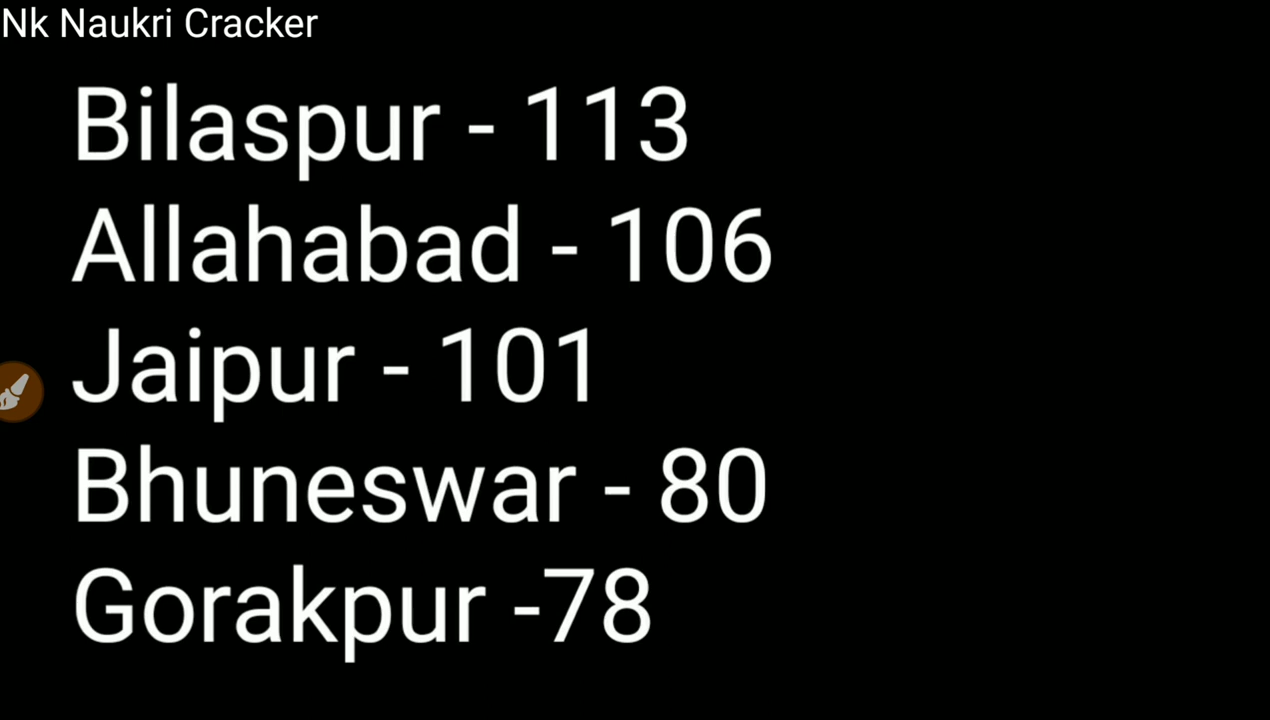 Nk Naukri Cracker
Bilaspur - 113
Allahabad - 106
Jaipur - 101
Bhuneswar - 80
Gorakpur -78